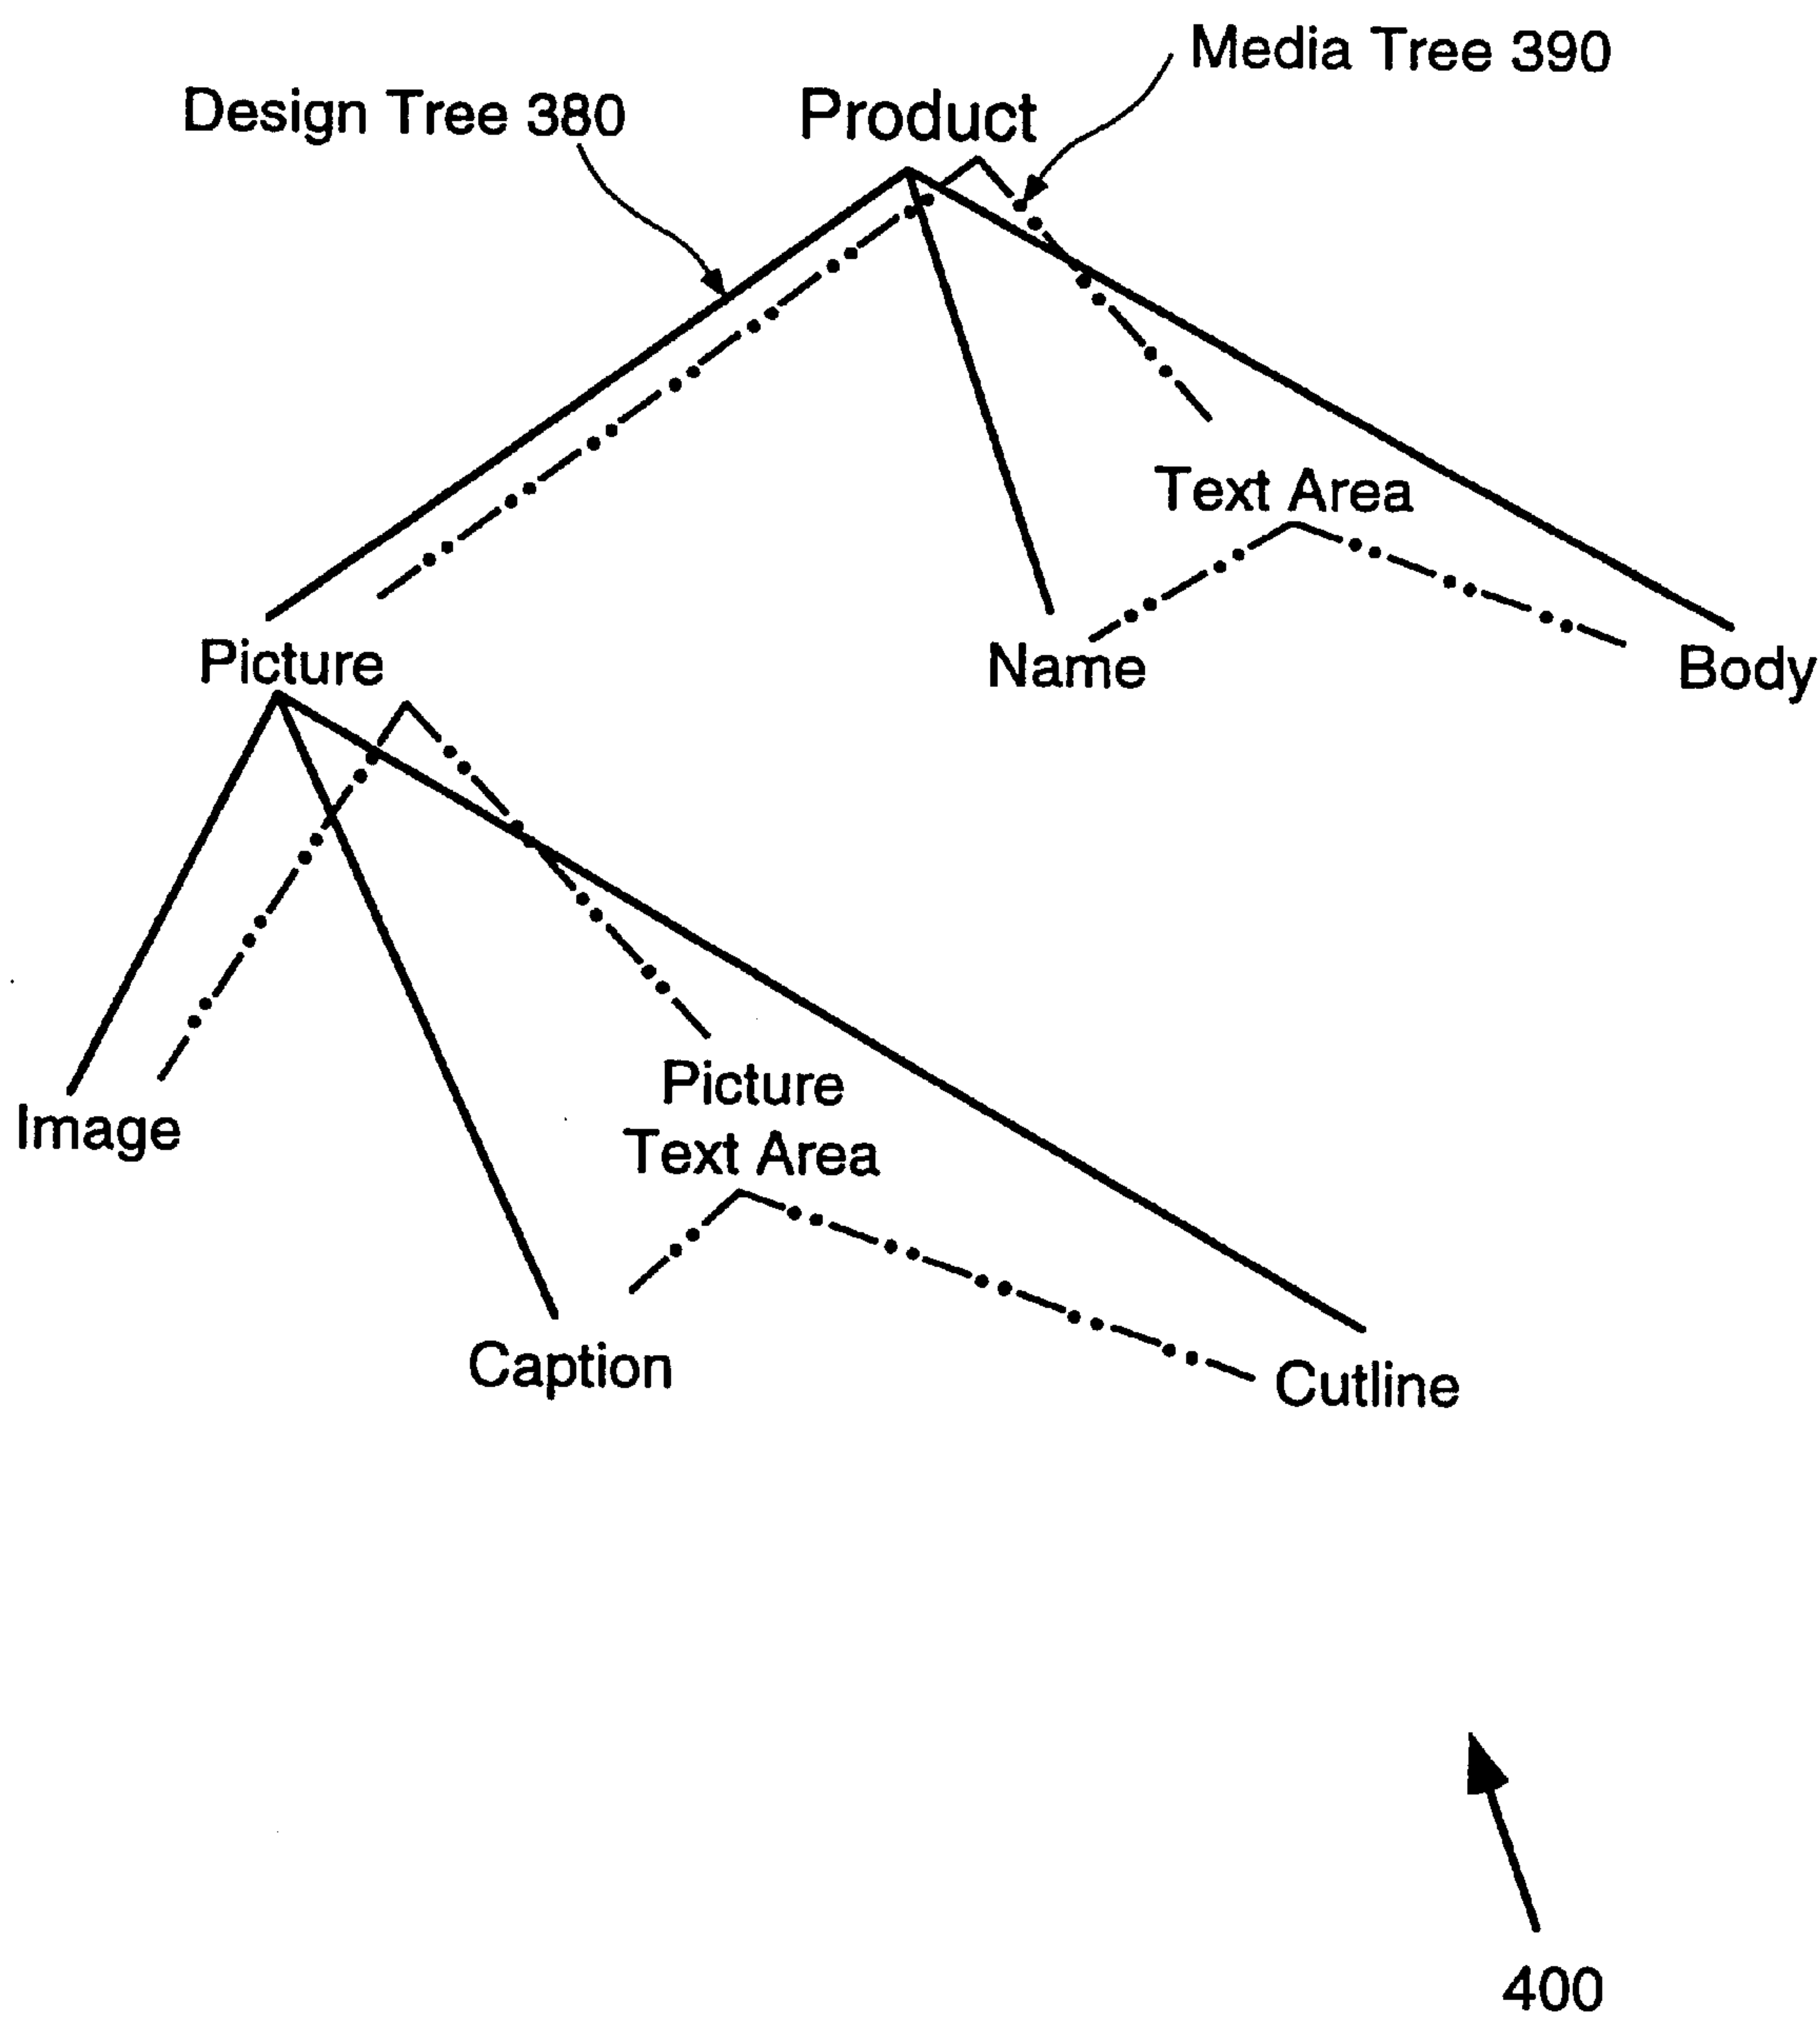 Media Tree 390
Design Tree 380
Product
Text Area
Picture
Name
Body
Picture
Text Area
Image
Caption
Cutline
400